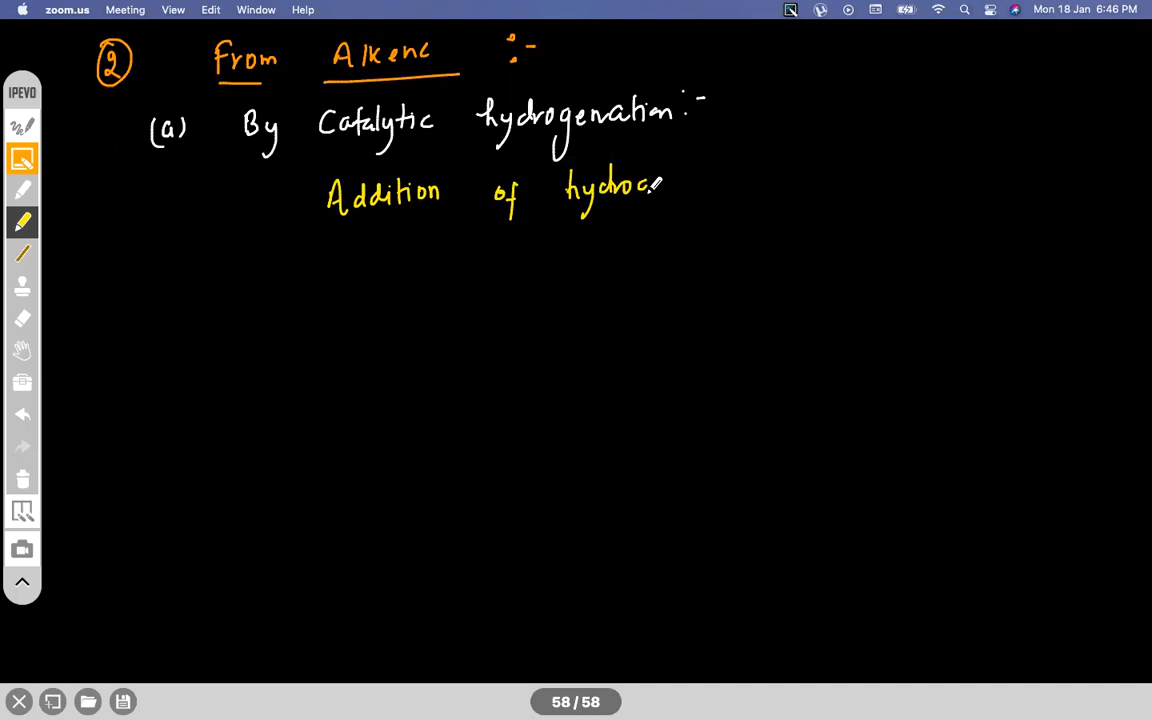 zoom.us Meeting View Edit Window Help Mon 18 Jan 6:46 PM
② From Alkene :-
IPEVO
(a) By Catalytic hydrogenation :-
Addition of hydrog
58 / 58